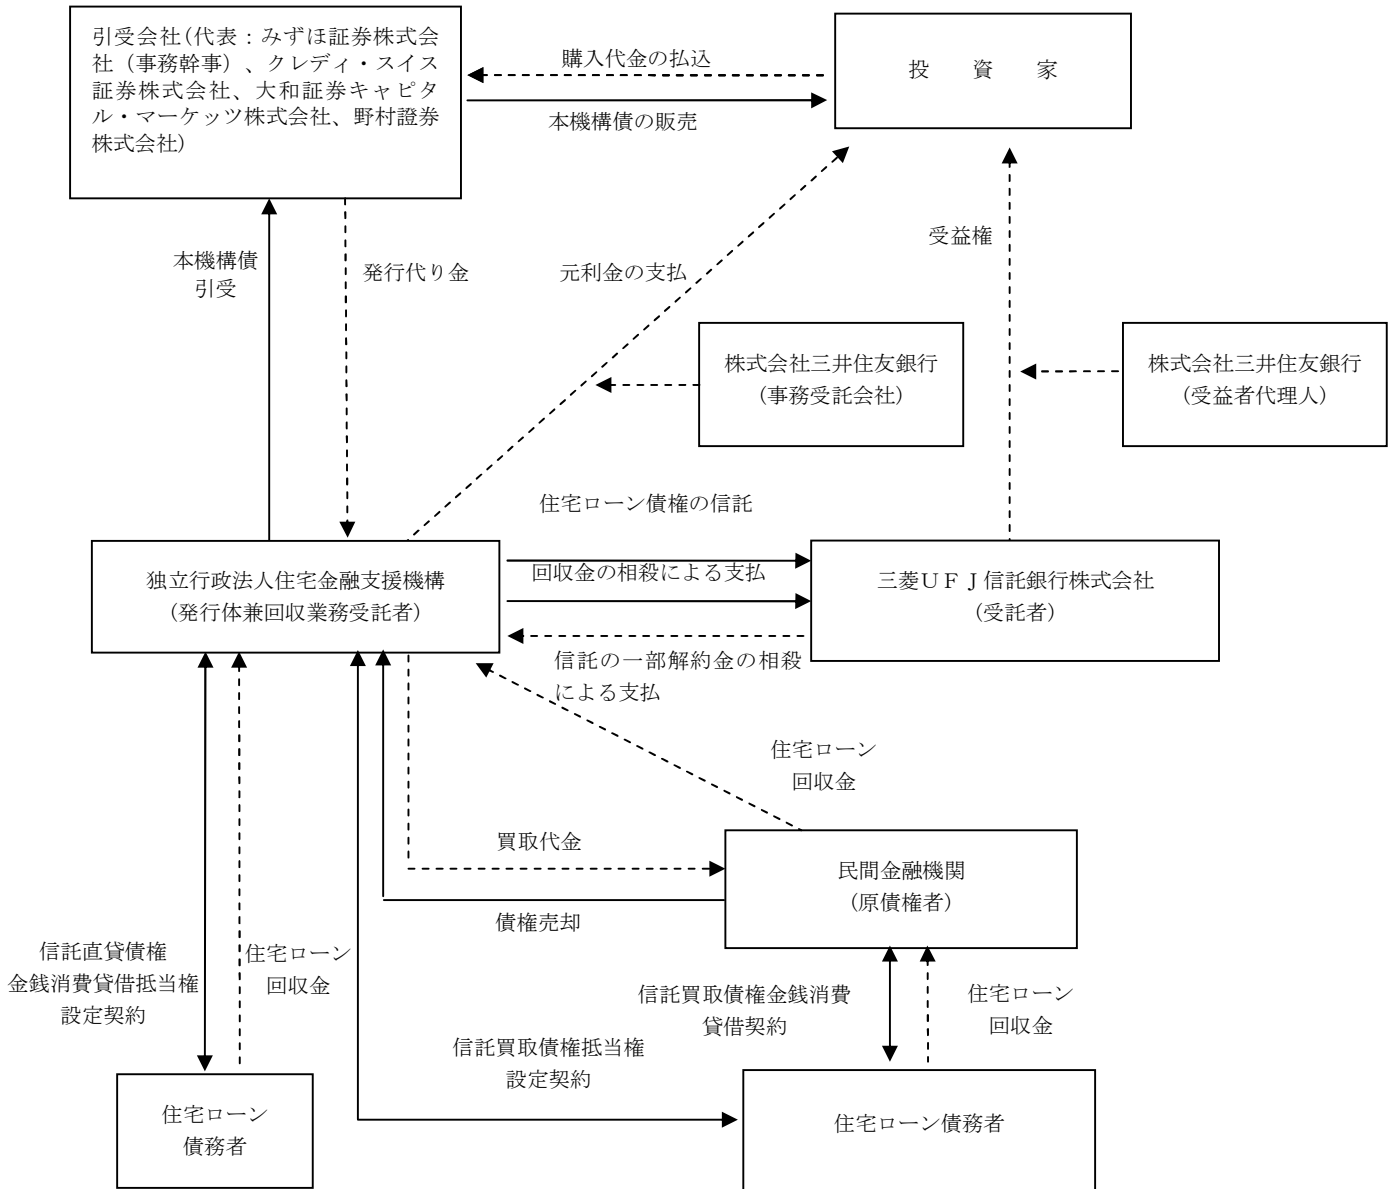 引受会社(代表：みずほ証券株式会
社（事務幹事）、クレディ・スイス
証券株式会社、大和証券キャピタ
ル・マーケッツ株式会社、野村證券
株式会社)
購入代金の払込
本機構債の販売
投　資　家
本機構債
引受
発行代り金
元利金の支払
受益権
株式会社三井住友銀行
（事務受託会社）
株式会社三井住友銀行
（受益者代理人）
住宅ローン債権の信託
独立行政法人住宅金融支援機構
（発行体兼回収業務受託者）
回収金の相殺による支払
三菱ＵＦＪ信託銀行株式会社
（受託者）
信託の一部解約金の相殺
による支払
住宅ローン
回収金
買取代金
債権売却
民間金融機関
（原債権者）
信託直貸債権
金銭消費貸借抵当権
設定契約
住宅ローン
回収金
信託買取債権金銭消費
貸借契約
住宅ローン
回収金
信託買取債権抵当権
設定契約
住宅ローン
債務者
住宅ローン債務者